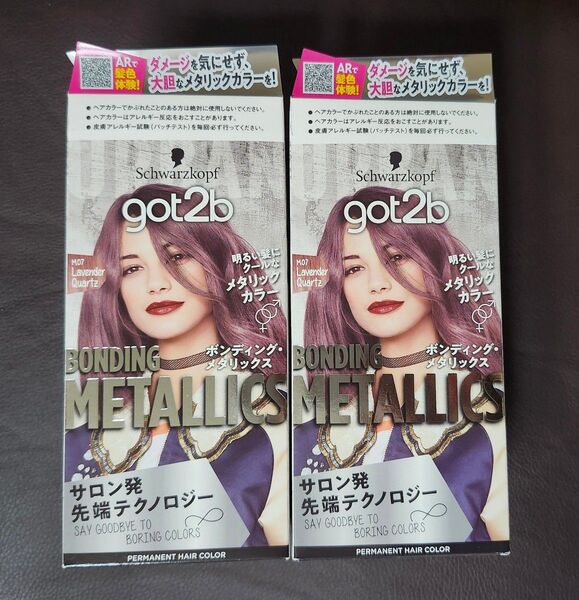 ARで
髪色
体験!
ダメージを気にせず、
大胆なメタリックカラーを!
● ヘアカラーでかぶれたことのある方は絶対に使用しないでください。
● ヘアカラーはアレルギー反応をおこすことがあります。
● 皮膚アレルギー試験(パッチテスト)を毎回必ず行ってください。
Schwarzkopf
got2b
M07
Lavender
Quartz
明るい髪に
クールな
メタリック
カラー
BONDING
ボンディング・
メタリックス
METALLICS
サロン発
先端テクノロジー
SAY GOODBYE TO
BORING COLORS
PERMANENT HAIR COLOR
ARで
髪色
体験!
ダメージを気にせず、
大胆なメタリックカラーを!
● ヘアカラーでかぶれたことのある方は絶対に使用しないでください。
● ヘアカラーはアレルギー反応をおこすことがあります。
● 皮膚アレルギー試験(パッチテスト)を毎回必ず行ってください。
Schwarzkopf
got2b
M07
Lavender
Quartz
明るい髪に
クールな
メタリック
カラー
BONDING
ボンディング・
メタリックス
METALLICS
サロン発
先端テクノロジー
SAY GOODBYE TO
BORING COLORS
PERMANENT HAIR COLOR